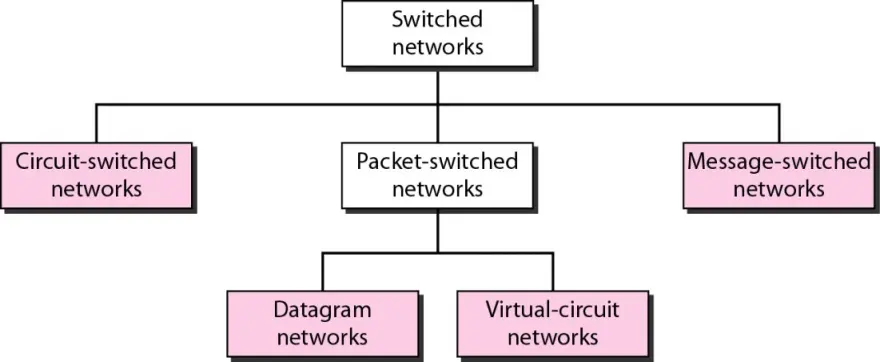 Switched
networks
Circuit-switched
networks
Packet-switched
networks
Message-switched
networks
Datagram
networks
Virtual-circuit
networks